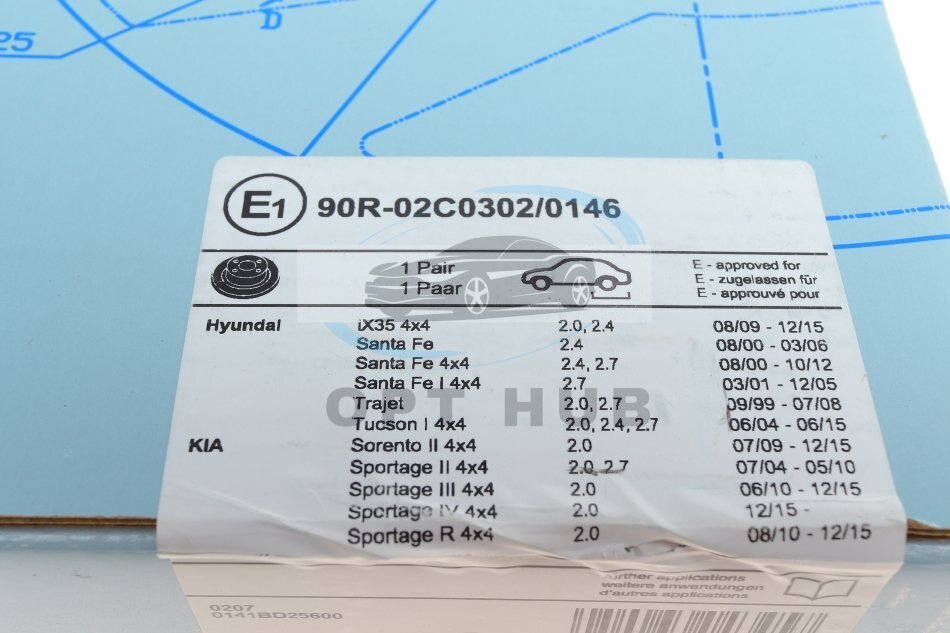 25
D
E1 90R-02C0302/0146
1 Pair
1 Paar
E - approved for
E - zugelassen für
E - approuvé pour
Hyundai iX35 4x4 2.0, 2.4 08/09 - 12/15
Santa Fe 2.4 08/00 - 03/06
Santa Fe 4x4 2.4, 2.7 08/00 - 10/12
Santa Fe I 4x4 2.7 03/01 - 12/05
OPT HUB
Trajet 2.0, 2.7 09/99 - 07/08
Tucson I 4x4 2.0, 2.4, 2.7 06/04 - 06/15
KIA Sorento II 4x4 2.0 07/09 - 12/15
Sportage II 4x4 2.0, 2.7 07/04 - 05/10
Sportage III 4x4 2.0 06/10 - 12/15
Sportage IV 4x4 2.0 12/15 -
Sportage R 4x4 2.0 08/10 - 12/15
further applications
weitere anwendungen
d'autres applications
0207
0141BD25600